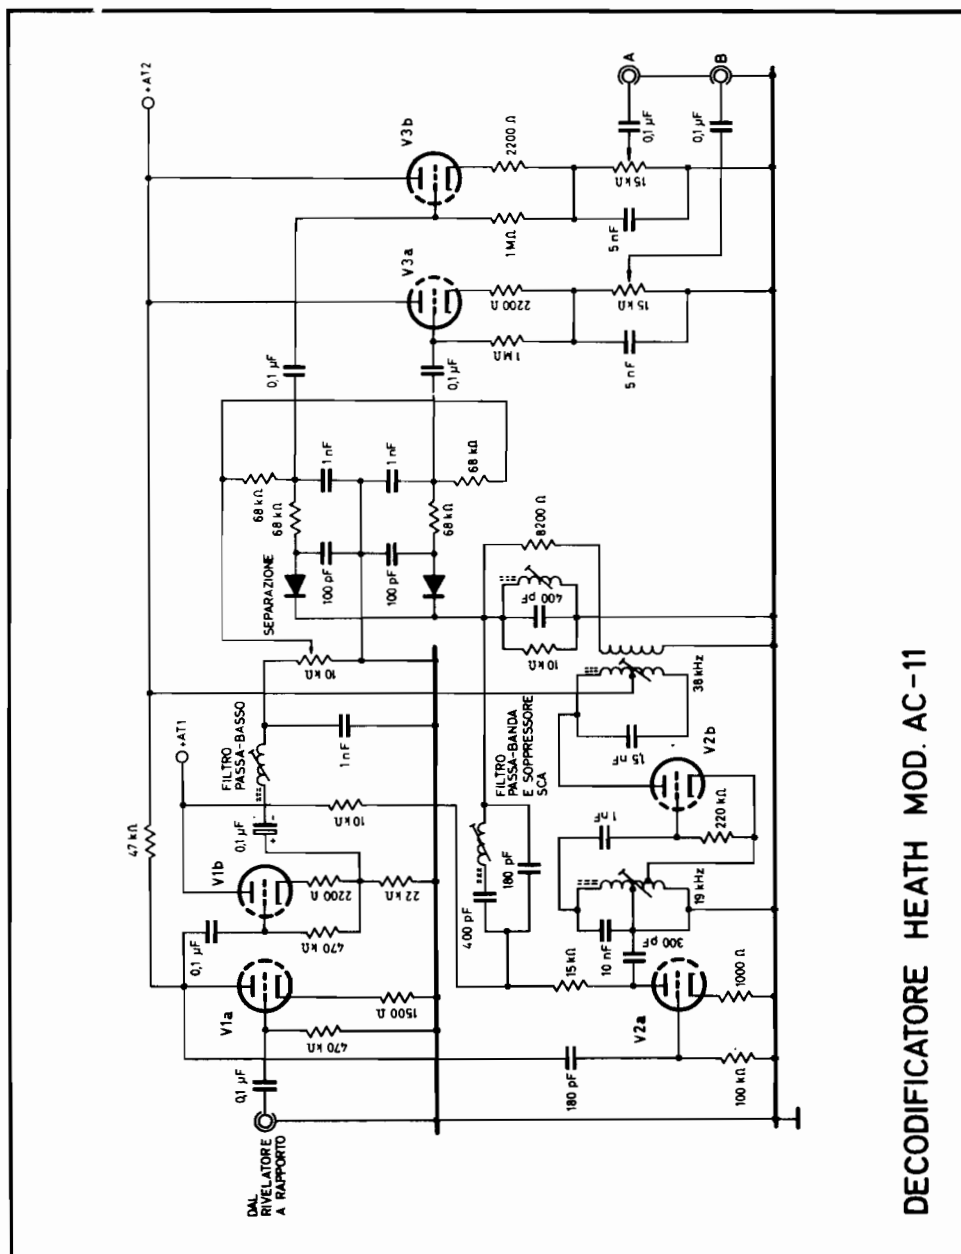 +AT2
47 kΩ
+AT1
0,1 µF
V1b
0,1 µF
FILTRO
PASSA-BASSO
V1a
0,1 µF
DAL
RIVELATORE
A RAPPORTO
SEPARAZIONE
68 kΩ
68 kΩ
0,1 µF
470 kΩ
470 kΩ
2200 Ω
1500 Ω
22 kΩ
1 nF
10 kΩ
10 kΩ
100 pF
1 nF
100 pF
1 nF
68 kΩ
68 kΩ
0,1 µF
V3a
V3b
400 pF
180 pF
FILTRO
PASSA-BANDA
E SOPPRESSORE
SCA
8200 Ω
400 pF
10 kΩ
1 MΩ
2200 Ω
1 MΩ
2200 Ω
180 pF
15 kΩ
10 nF
300 pF
1 nF
1,5 nF
5 nF
15 kΩ
5 nF
15 kΩ
0,1 µF
A
V2a
19 kHz
220 kΩ
V2b
38 kHz
0,1 µF
B
100 kΩ
1000 Ω
DECODIFICATORE HEATH MOD. AC-11